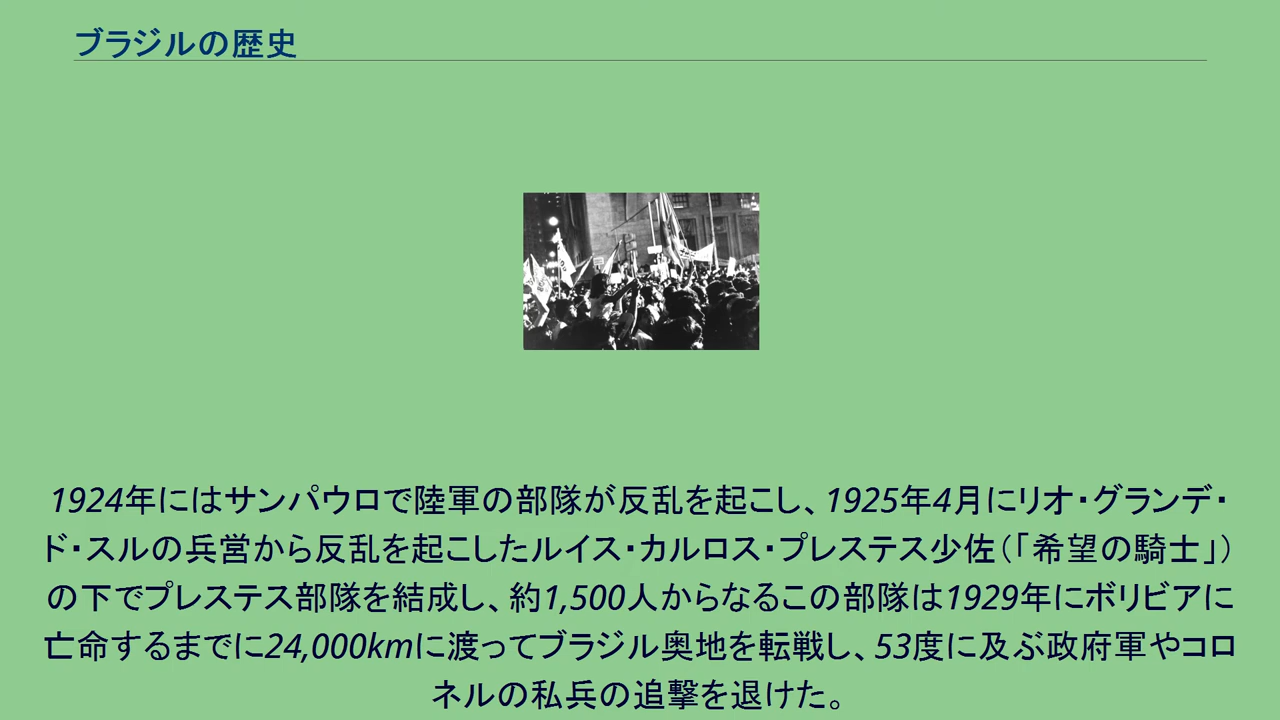 ブラジルの歴史
1924年にはサンパウロで陸軍の部隊が反乱を起こし、1925年4月にリオ・グランデ・
ド・スルの兵営から反乱を起こしたルイス・カルロス・プレステス少佐(「希望の騎士」)
の下でプレステス部隊を結成し、約1,500人からなるこの部隊は1929年にボリビアに
亡命するまでに24,000kmに渡ってブラジル奥地を転戦し、53度に及ぶ政府軍やコロ
ネルの私兵の追撃を退けた。